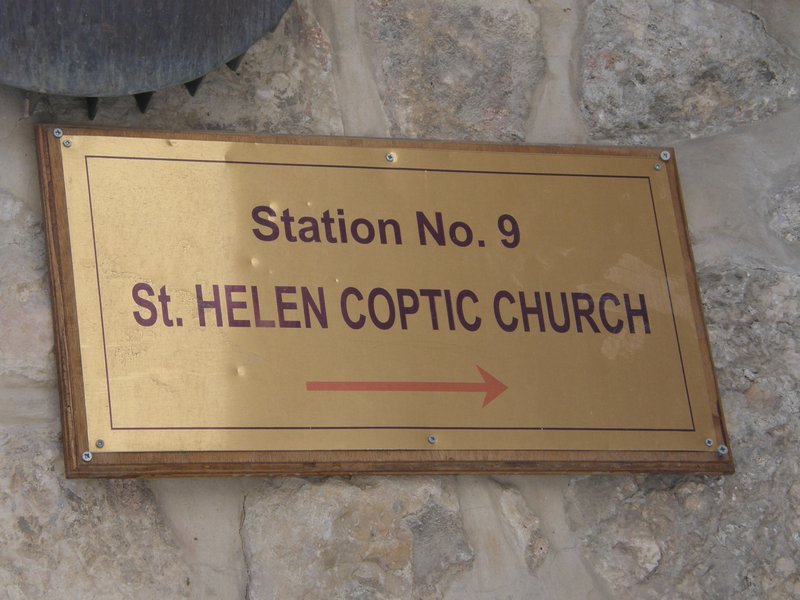 Station No. 9
St. HELEN COPTIC CHURCH